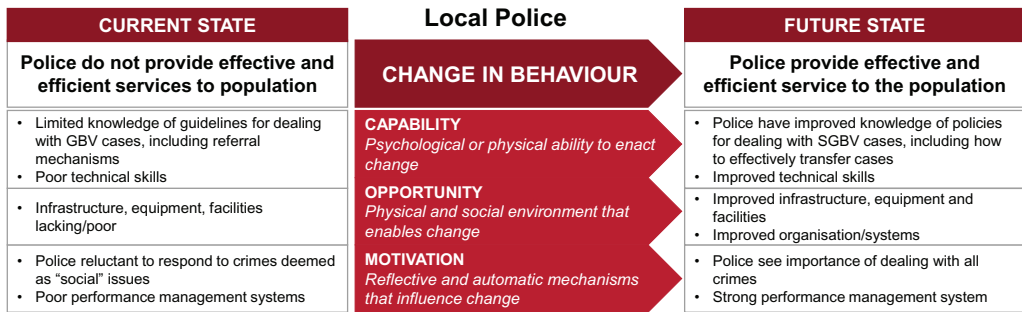 Local Police
CURRENT STATE
Police do not provide effective and
efficient services to population
• Limited knowledge of guidelines for dealing
with GBV cases, including referral
mechanisms
• Poor technical skills
• Infrastructure, equipment, facilities
lacking/poor
• Police reluctant to respond to crimes deemed
as “social” issues
• Poor performance management systems
CHANGE IN BEHAVIOUR
CAPABILITY
Psychological or physical ability to enact
change
OPPORTUNITY
Physical and social environment that
enables change
MOTIVATION
Reflective and automatic mechanisms
that influence change
FUTURE STATE
Police provide effective and
efficient service to the population
• Police have improved knowledge of policies
for dealing with SGBV cases, including how
to effectively transfer cases
• Improved technical skills
• Improved infrastructure, equipment and
facilities
• Improved organisation/systems
• Police see importance of dealing with all
crimes
• Strong performance management system